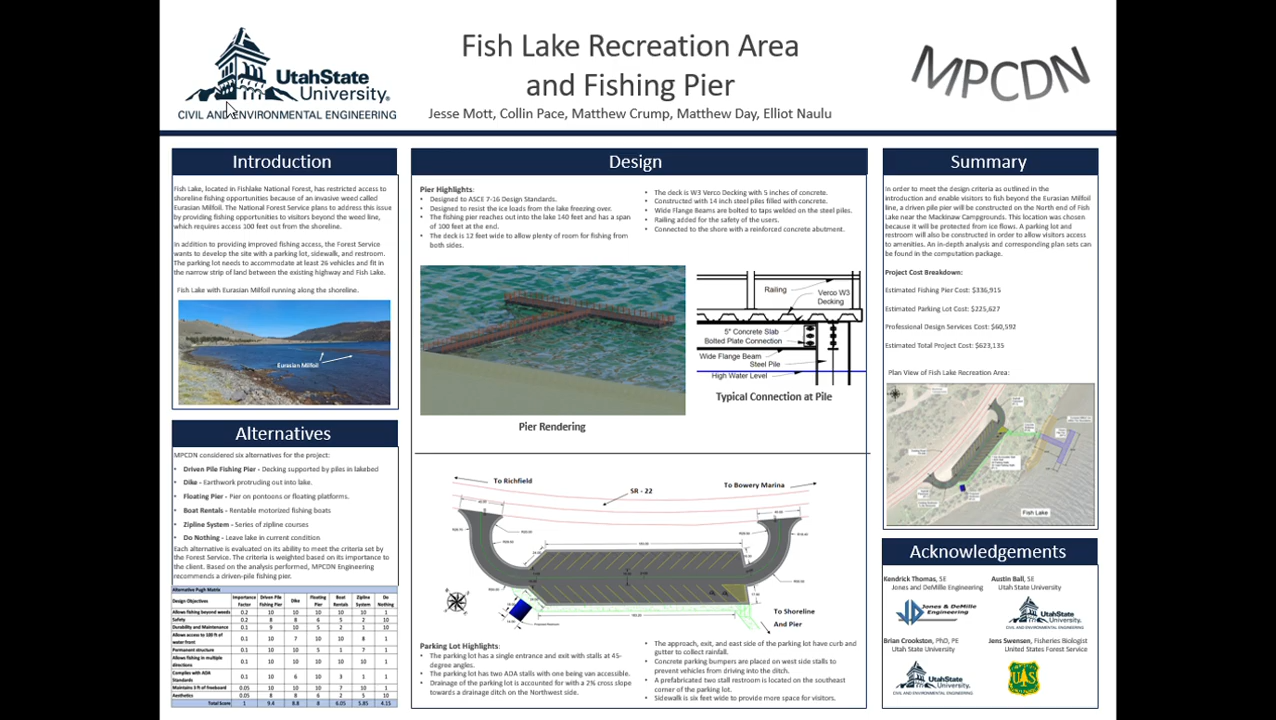 UtahState
University®
CIVIL AND ENVIRONMENTAL ENGINEERING
Fish Lake Recreation Area
and Fishing Pier
Jesse Mott, Collin Pace, Matthew Crump, Matthew Day, Elliot Naulu
MPCDN
Introduction
Fish Lake, located in Fishlake National Forest, has restricted access to
shoreline fishing opportunities because of an invasive weed called
Eurasian Milfoil. The National Forest Service plans to address this issue
by providing fishing opportunities to visitors beyond the weed line,
which requires access 100 feet out from the shoreline.
In addition to providing improved fishing access, the Forest Service
wants to develop the site with a parking lot, sidewalk, and restroom.
The parking lot needs to accommodate at least 26 vehicles and fit in
the narrow strip of land between the existing highway and Fish Lake.
Fish Lake with Eurasian Milfoil running along the shoreline.
Eurasian Milfoil
Alternatives
MPCDN considered six alternatives for the project:
• Driven Pile Fishing Pier - Decking supported by piles in lakebed
• Dike - Earthwork protruding out into lake.
• Floating Pier - Pier on pontoons or floating platforms.
• Boat Rentals - Rentable motorized fishing boats
• Zipline System - Series of zipline courses
• Do Nothing - Leave lake in current condition
Each alternative is evaluated on its ability to meet the criteria set by
the Forest Service. The criteria is weighted based on its importance to
the client. Based on the analysis performed, MPCDN Engineering
recommends a driven-pile fishing pier.
Alternative Pugh Matrix
Design Objectives Importance Factor Driven Pile Fishing Pier Dike Floating Pier Boat Rentals Zipline System Do Nothing
Allows fishing beyond weeds 0.2 10 10 10 10 10 1
Safety 0.2 8 8 6 5 2 10
Durability and Maintenance 0.1 9 10 5 2 1 10
Allows access to 100 ft of water front 0.1 10 7 10 10 8 1
Permanent structure 0.1 10 10 5 1 7 1
Allows fishing in multiple directions 0.1 10 10 10 10 10 1
Complies with ADA Standards 0.1 10 6 10 3 1 1
Maintains 3 ft of freeboard 0.05 10 10 10 7 10 1
Aesthetics 0.05 8 8 6 2 5 10
Total Score 1 9.4 8.8 8 6.05 5.85 4.15
Design
Pier Highlights:
• Designed to ASCE 7-16 Design Standards.
• Designed to resist the ice loads from the lake freezing over.
• The fishing pier reaches out into the lake 140 feet and has a span
of 100 feet at the end.
• The deck is 12 feet wide to allow plenty of room for fishing from
both sides.
• The deck is W3 Verco Decking with 5 inches of concrete.
• Constructed with 14 inch steel piles filled with concrete.
• Wide Flange Beams are bolted to taps welded on the steel piles.
• Railing added for the safety of the users.
• Connected to the shore with a reinforced concrete abutment.
Pier Rendering
Railing
Verco W3
Decking
5" Concrete Slab
Bolted Plate Connection
Wide Flange Beam
Steel Pile
High Water Level
Typical Connection at Pile
To Richfield
SR - 22
To Bowery Marina
To Shoreline
And Pier
Parking Lot Highlights:
• The parking lot has a single entrance and exit with stalls at 45-
degree angles.
• The parking lot has two ADA stalls with one being van accessible.
• Drainage of the parking lot is accounted for with a 2% cross slope
towards a drainage ditch on the Northwest side.
• The approach, exit, and east side of the parking lot have curb and
gutter to collect rainfall.
• Concrete parking bumpers are placed on west side stalls to
prevent vehicles from driving into the ditch.
• A prefabricated two stall restroom is located on the southeast
corner of the parking lot.
• Sidewalk is six feet wide to provide more space for visitors.
Summary
In order to meet the design criteria as outlined in the
introduction and enable visitors to fish beyond the Eurasian Milfoil
line, a driven pile pier will be constructed on the North end of Fish
Lake near the Mackinaw Campgrounds. This location was chosen
because it will be protected from ice flows. A parking lot and
restroom will also be constructed in order to allow visitors access
to amenities. An in-depth analysis and corresponding plan sets can
be found in the computation package.
Project Cost Breakdown:
Estimated Fishing Pier Cost: $336,915
Estimated Parking Lot Cost: $225,627
Professional Design Services Cost: $60,592
Estimated Total Project Cost: $623,135
Plan View of Fish Lake Recreation Area:
Fish Lake
Acknowledgements
Kendrick Thomas, SE
Jones and DeMille Engineering
Austin Ball, SE
Utah State University
Jones & DeMille
Engineering
UtahState
University
Brian Crookston, PhD, PE
Utah State University
Jens Swensen, Fisheries Biologist
United States Forest Service
UtahState
University
U S